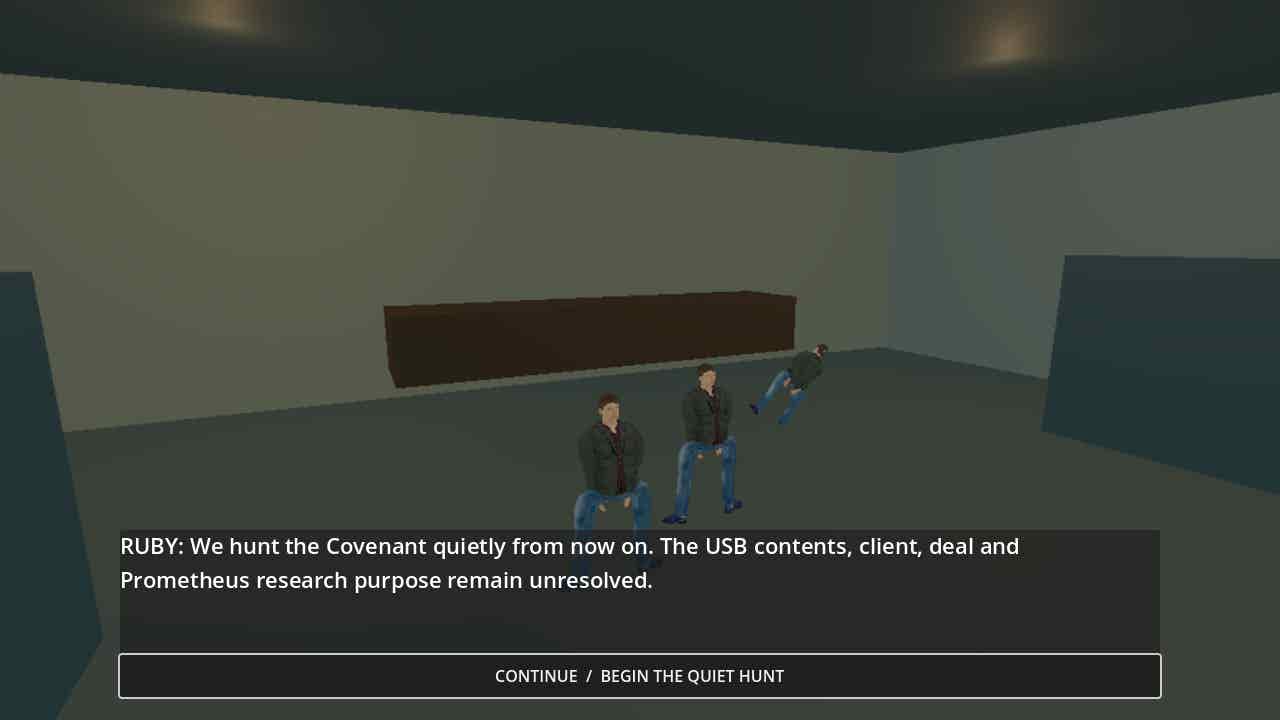 RUBY: We hunt the Covenant quietly from now on. The USB contents, client, deal and
Prometheus research purpose remain unresolved.
CONTINUE / BEGIN THE QUIET HUNT